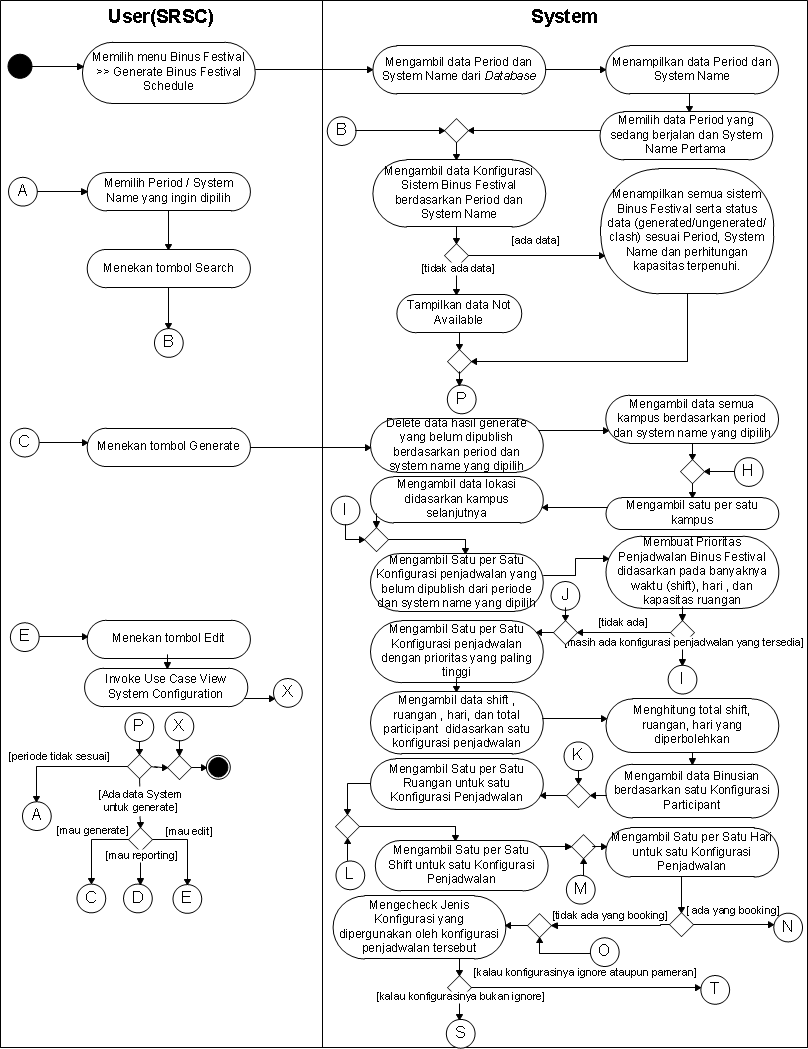 User(SRSC)
System
Memilih menu Binus Festival
>> Generate Binus Festival
Schedule
Mengambil data Period dan
System Name dari Database
Menampilkan data Period dan
System Name
B
Memilih data Period yang
sedang berjalan dan System
Name Pertama
A
Memilih Period / System
Name yang ingin dipilih
Mengambil data Konfigurasi
Sistem Binus Festival
berdasarkan Period dan
System Name
Menampilkan semua sistem
Binus Festival serta status
data (generated/ungenerated/
clash) sesuai Period, System
Name dan perhitungan
kapasitas terpenuhi.
[ada data]
[tidak ada data]
Menekan tombol Search
B
Tampilkan data Not
Available
P
C
Menekan tombol Generate
Delete data hasil generate
yang belum dipublish
berdasarkan period dan
system name yang dipilih
Mengambil data semua
kampus berdasarkan period
dan system name yang dipilih
H
Mengambil satu per satu
kampus
Mengambil data lokasi
didasarkan kampus
selanjutnya
I
Mengambil Satu per Satu
Konfigurasi penjadwalan yang
belum dipublish dari periode
dan system name yang dipilih
Membuat Prioritas
Penjadwalan Binus Festival
didasarkan pada banyaknya
waktu (shift), hari , dan
kapasitas ruangan
J
[tidak ada]
[masih ada konfigurasi penjadwalan yang tersedia]
I
E
Menekan tombol Edit
Invoke Use Case View
System Configuration
X
Mengambil Satu per Satu
Konfigurasi penjadwalan
dengan prioritas yang paling
tinggi
Mengambil data shift ,
ruangan , hari, dan total
participant didasarkan satu
konfigurasi penjadwalan
Menghitung total shift,
ruangan, hari yang
diperbolehkan
P
X
[periode tidak sesuai]
A
[Ada data System
untuk generate]
[mau generate]
[mau edit]
[mau reporting]
C
D
E
K
Mengambil data Binusian
berdasarkan satu Konfigurasi
Participant
Mengambil Satu per Satu
Ruangan untuk satu
Konfigurasi Penjadwalan
L
Mengambil Satu per Satu
Shift untuk satu Konfigurasi
Penjadwalan
M
Mengambil Satu per Satu Hari
untuk satu Konfigurasi
Penjadwalan
[tidak ada yang booking]
[ ada yang booking]
N
O
Mengecheck Jenis
Konfigurasi yang
dipergunakan oleh konfigurasi
penjadwalan tersebut
[kalau konfigurasinya ignore ataupun pameran]
T
[kalau konfigurasinya bukan ignore]
S